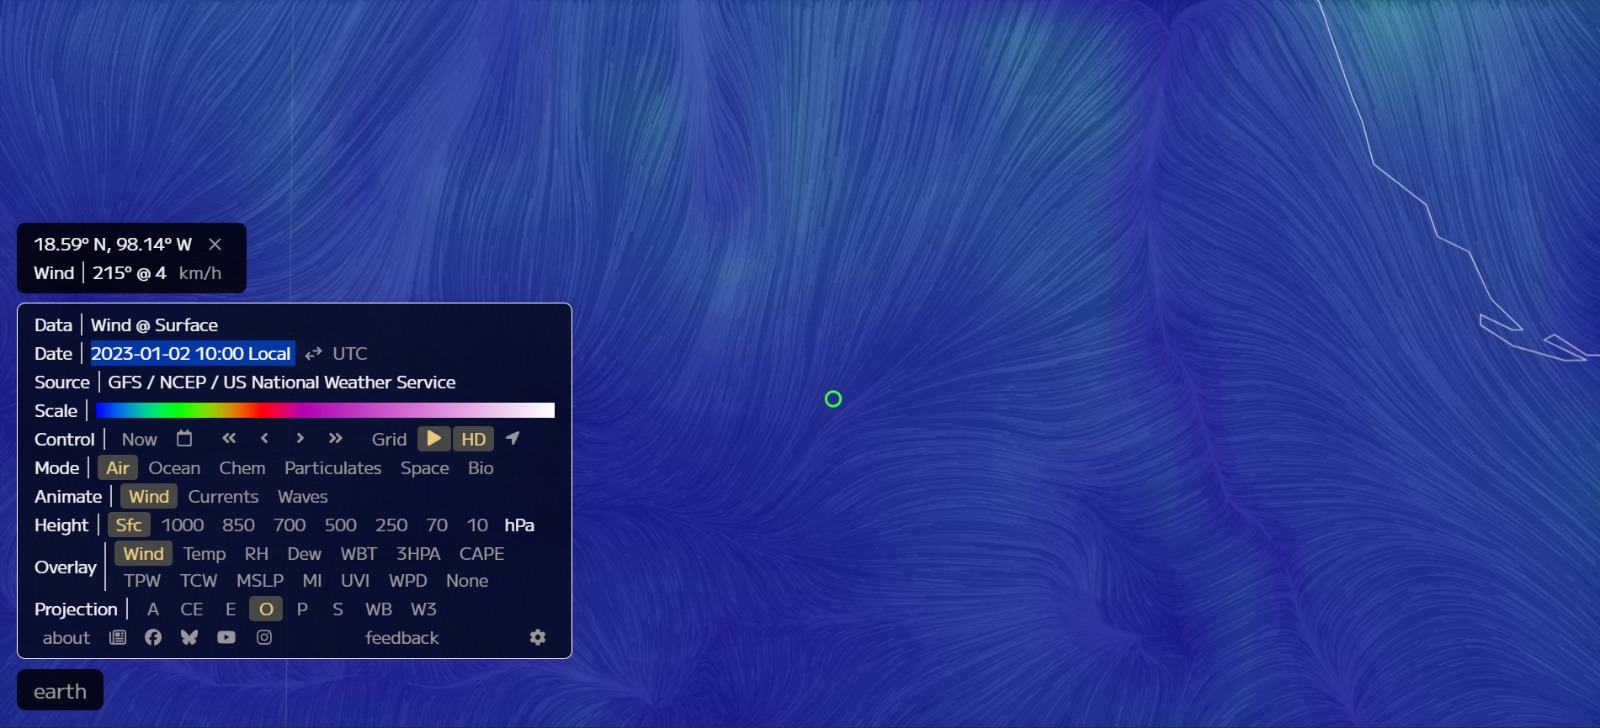 18.59° N, 98.14° W ×
Wind | 215° @ 4 km/h
Data | Wind @ Surface
Date | 2023-01-02 10:00 Local ⇄ UTC
Source | GFS / NCEP / US National Weather Service
Scale |
Control | Now « ‹ › » Grid HD
Mode | Air Ocean Chem Particulates Space Bio
Animate | Wind Currents Waves
Height | Sfc 1000 850 700 500 250 70 10 hPa
Overlay | Wind Temp RH Dew WBT 3HPA CAPE
TPW TCW MSLP MI UVI WPD None
Projection | A CE E O P S WB W3
about feedback
earth